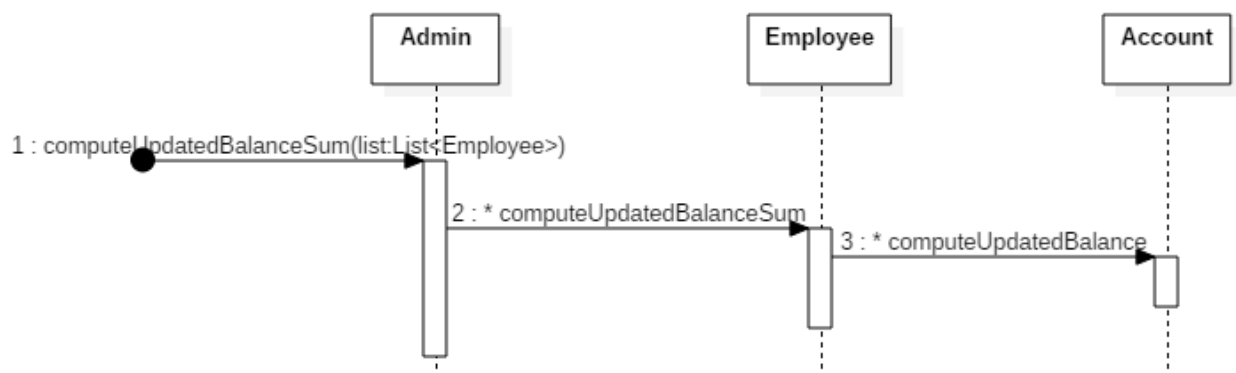 Admin
Employee
Account
1 : computeUpdatedBalanceSum(list:List<Employee>)
2 : * computeUpdatedBalanceSum
3 : * computeUpdatedBalance